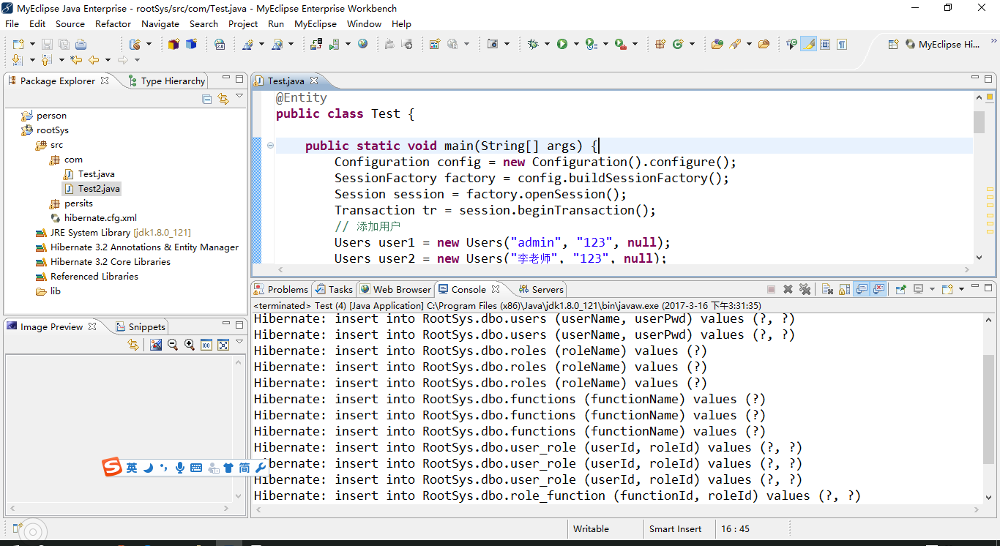 MyEclipse Java Enterprise - rootSys/src/com/Test.java - MyEclipse Enterprise Workbench
File Edit Source Refactor Navigate Search Project Run MyEclipse Window Help
MyEclipse Hi...
Package Explorer
Type Hierarchy
person
rootSys
src
com
Test.java
Test2.java
persits
hibernate.cfg.xml
JRE System Library [jdk1.8.0_121]
Hibernate 3.2 Annotations & Entity Manager
Hibernate 3.2 Core Libraries
Referenced Libraries
lib
Image Preview
Snippets
英
简
Test.java
@Entity
public class Test {
public static void main(String[] args) {
Configuration config = new Configuration().configure();
SessionFactory factory = config.buildSessionFactory();
Session session = factory.openSession();
Transaction tr = session.beginTransaction();
// 添加用户
Users user1 = new Users("admin", "123", null);
Users user2 = new Users("李老师", "123", null);
Problems Tasks Web Browser Console Servers
<terminated> Test (4) [Java Application] C:\Program Files (x86)\Java\jdk1.8.0_121\bin\javaw.exe (2017-3-16 下午3:31:35)
Hibernate: insert into RootSys.dbo.users (userName, userPwd) values (?, ?)
Hibernate: insert into RootSys.dbo.users (userName, userPwd) values (?, ?)
Hibernate: insert into RootSys.dbo.roles (roleName) values (?)
Hibernate: insert into RootSys.dbo.roles (roleName) values (?)
Hibernate: insert into RootSys.dbo.roles (roleName) values (?)
Hibernate: insert into RootSys.dbo.functions (functionName) values (?)
Hibernate: insert into RootSys.dbo.functions (functionName) values (?)
Hibernate: insert into RootSys.dbo.functions (functionName) values (?)
Hibernate: insert into RootSys.dbo.user_role (userId, roleId) values (?, ?)
Hibernate: insert into RootSys.dbo.user_role (userId, roleId) values (?, ?)
Hibernate: insert into RootSys.dbo.user_role (userId, roleId) values (?, ?)
Hibernate: insert into RootSys.dbo.role_function (functionId, roleId) values (?, ?)
Writable Smart Insert 16 : 45